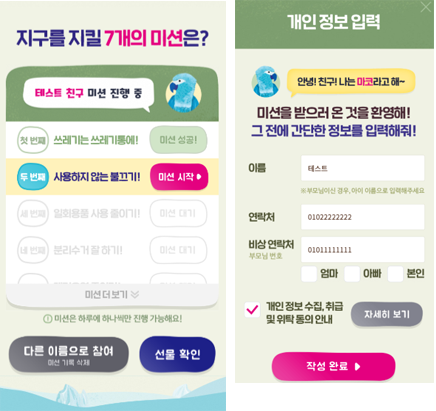 지구를 지킬 7개의 미션은?
테스트 친구 미션 진행 중
첫 번째 쓰레기는 쓰레기통에! 미션 성공!
두 번째 사용하지 않는 불끄기! 미션 시작
세 번째 일회용품 사용 줄이기! 미션 대기
네 번째 분리수거 잘 하기! 미션 대기
미션 더 보기
미션은 하루에 하나씩만 진행 가능해요!
다른 이름으로 참여
미션 기록 삭제
선물 확인
개인 정보 입력
안녕! 친구! 나는 마코라고 해~
미션을 받으러 온 것을 환영해!
그 전에 간단한 정보를 입력해줘!
이름 테스트
※ 부모님이신 경우, 아이 이름으로 입력해주세요
연락처 01022222222
비상 연락처 01011111111
부모님 번호
엄마 아빠 본인
개인 정보 수집, 취급
및 위탁 동의 안내
자세히 보기
작성 완료